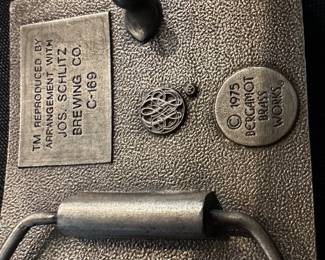 TM REPRODUCED BY
ARRANGEMENT WITH
JOS. SCHLITZ
BREWING CO.
C-169
®
© 1975
BERGAMOT
BRASS
WORKS